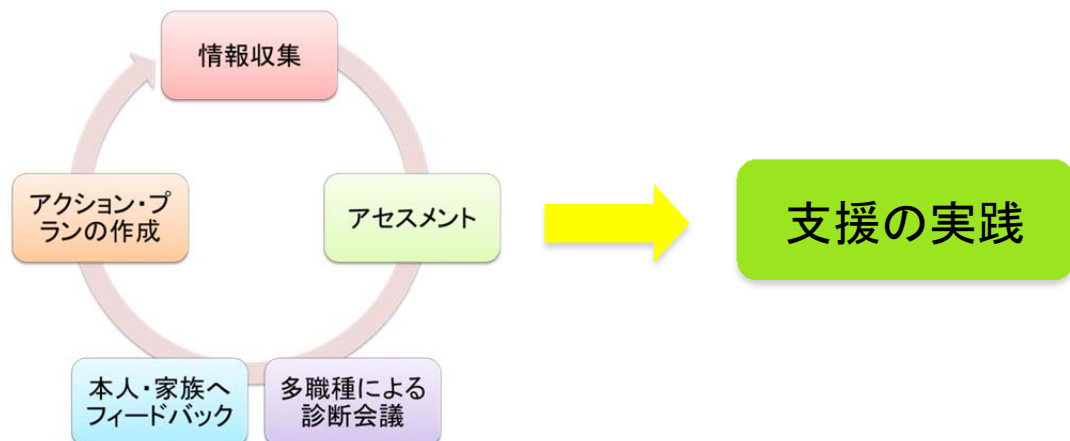 情報収集
アセスメント
多職種による
診断会議
本人・家族へ
フィードバック
アクション・プ
ランの作成
支援の実践